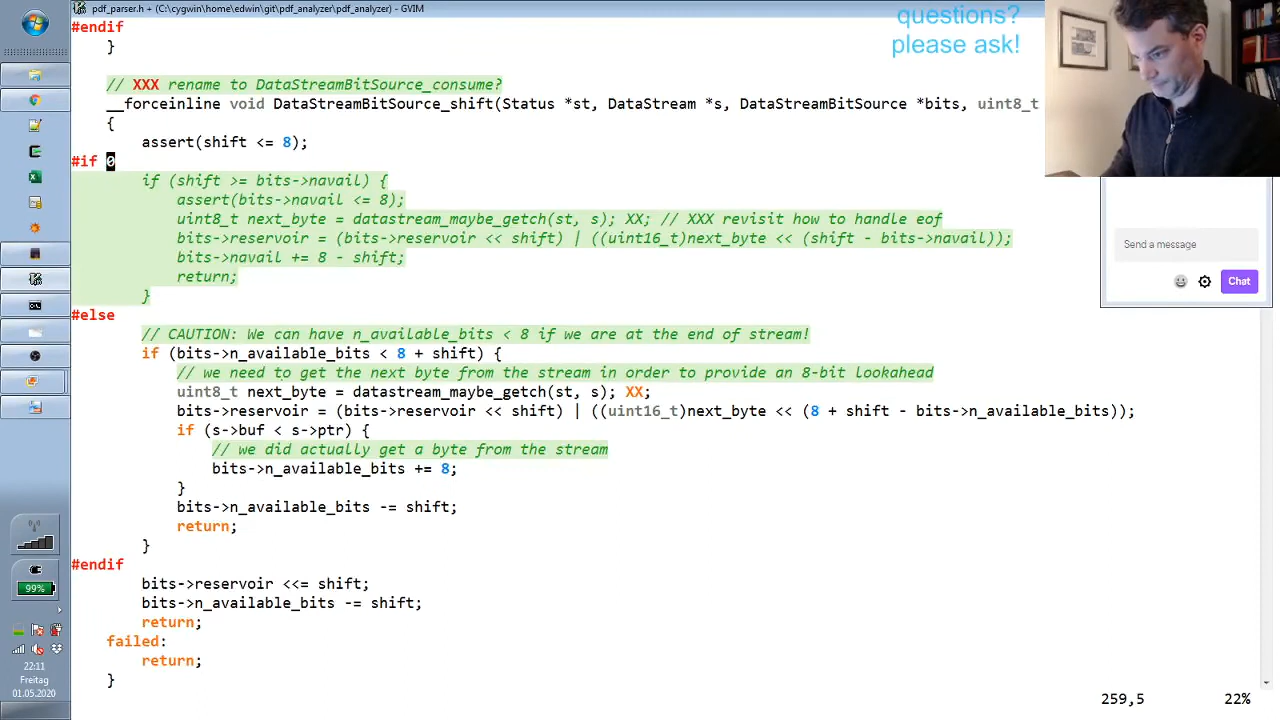 pdf_parser.h + (C:\cygwin\home\edwin\git\pdf_analyzer\pdf_analyzer) - GVIM
questions?
please ask!
#endif
}
// XXX rename to DataStreamBitSource_consume?
__forceinline void DataStreamBitSource_shift(Status *st, DataStream *s, DataStreamBitSource *bits, uint8_t
{
assert(shift <= 8);
#if 0
if (shift >= bits->navail) {
assert(bits->navail <= 8);
uint8_t next_byte = datastream_maybe_getch(st, s); XX; // XXX revisit how to handle eof
bits->reservoir = (bits->reservoir << shift) | ((uint16_t)next_byte << (shift - bits->navail));
bits->navail += 8 - shift;
return;
}
#else
// CAUTION: We can have n_available_bits < 8 if we are at the end of stream!
if (bits->n_available_bits < 8 + shift) {
// we need to get the next byte from the stream in order to provide an 8-bit lookahead
uint8_t next_byte = datastream_maybe_getch(st, s); XX;
bits->reservoir = (bits->reservoir << shift) | ((uint16_t)next_byte << (8 + shift - bits->n_available_bits));
if (s->buf < s->ptr) {
// we did actually get a byte from the stream
bits->n_available_bits += 8;
}
bits->n_available_bits -= shift;
return;
}
#endif
bits->reservoir <<= shift;
bits->n_available_bits -= shift;
return;
failed:
return;
}
259,5 22%
Send a message
Chat
99%
22:11
Freitag
01.05.2020